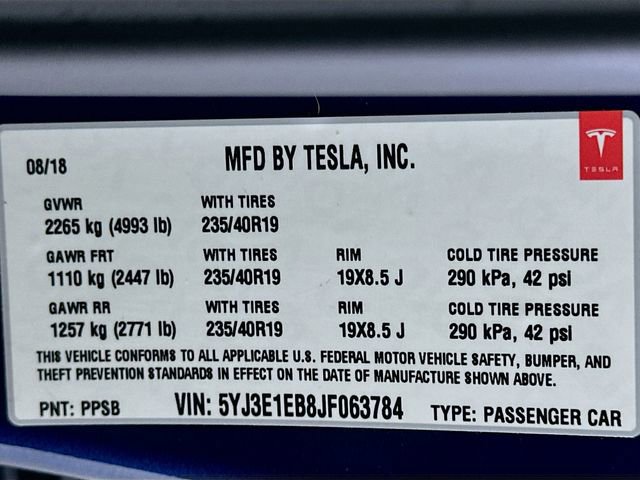 08/18 MFD BY TESLA, INC.
TESLA
GVWR WITH TIRES
2265 kg (4993 lb) 235/40R19
GAWR FRT WITH TIRES RIM COLD TIRE PRESSURE
1110 kg (2447 lb) 235/40R19 19X8.5 J 290 kPa, 42 psi
GAWR RR WITH TIRES RIM COLD TIRE PRESSURE
1257 kg (2771 lb) 235/40R19 19X8.5 J 290 kPa, 42 psi
THIS VEHICLE CONFORMS TO ALL APPLICABLE U.S. FEDERAL MOTOR VEHICLE SAFETY, BUMPER, AND
THEFT PREVENTION STANDARDS IN EFFECT ON THE DATE OF MANUFACTURE SHOWN ABOVE.
PNT: PPSB VIN: 5YJ3E1EB8JF063784 TYPE: PASSENGER CAR